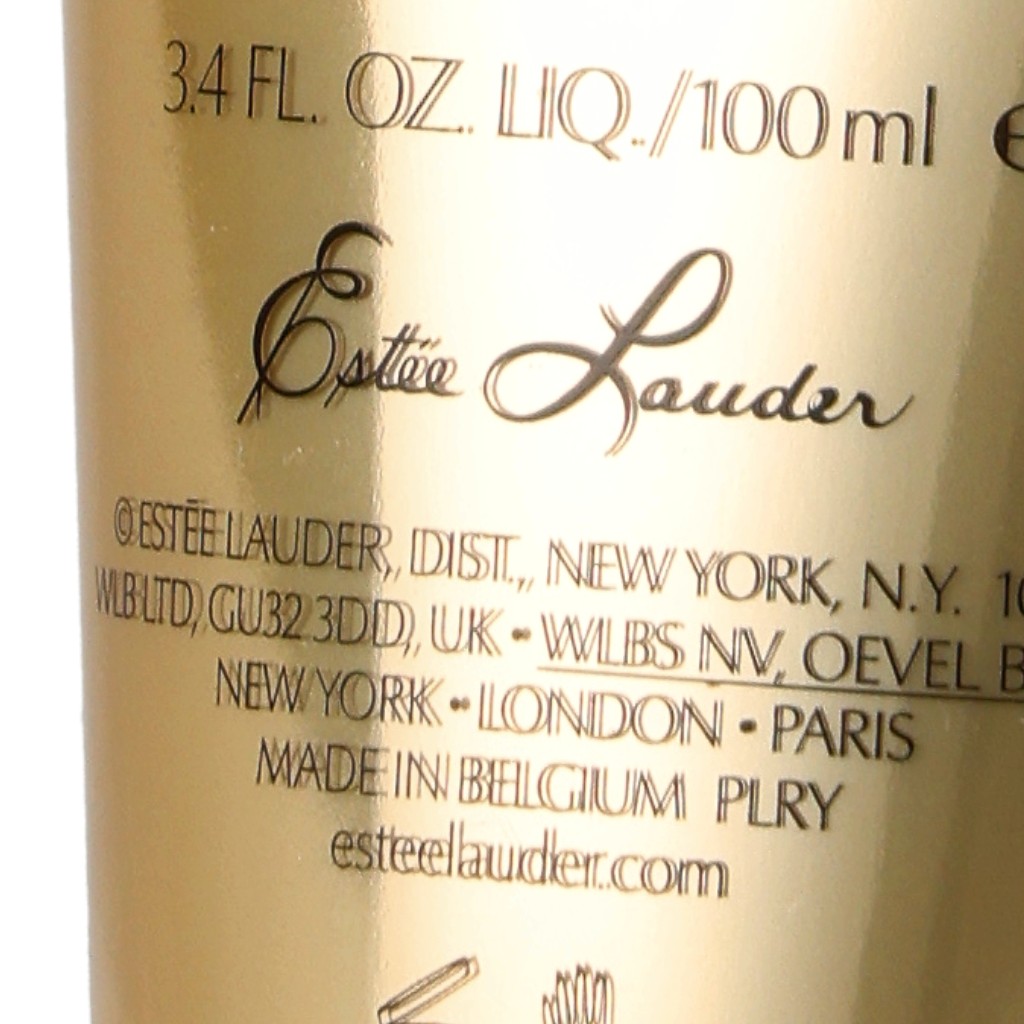 3.4 FL. OZ. LIQ./100 ml e
Estée Lauder
© ESTĒE LAUDER, DIST., NEW YORK, N.Y. 10
WLB LTD, GU32 3DD, UK • WLBS NV, OEVEL B
NEW YORK • LONDON • PARIS
MADE IN BELGIUM PLRY
esteelauder.com